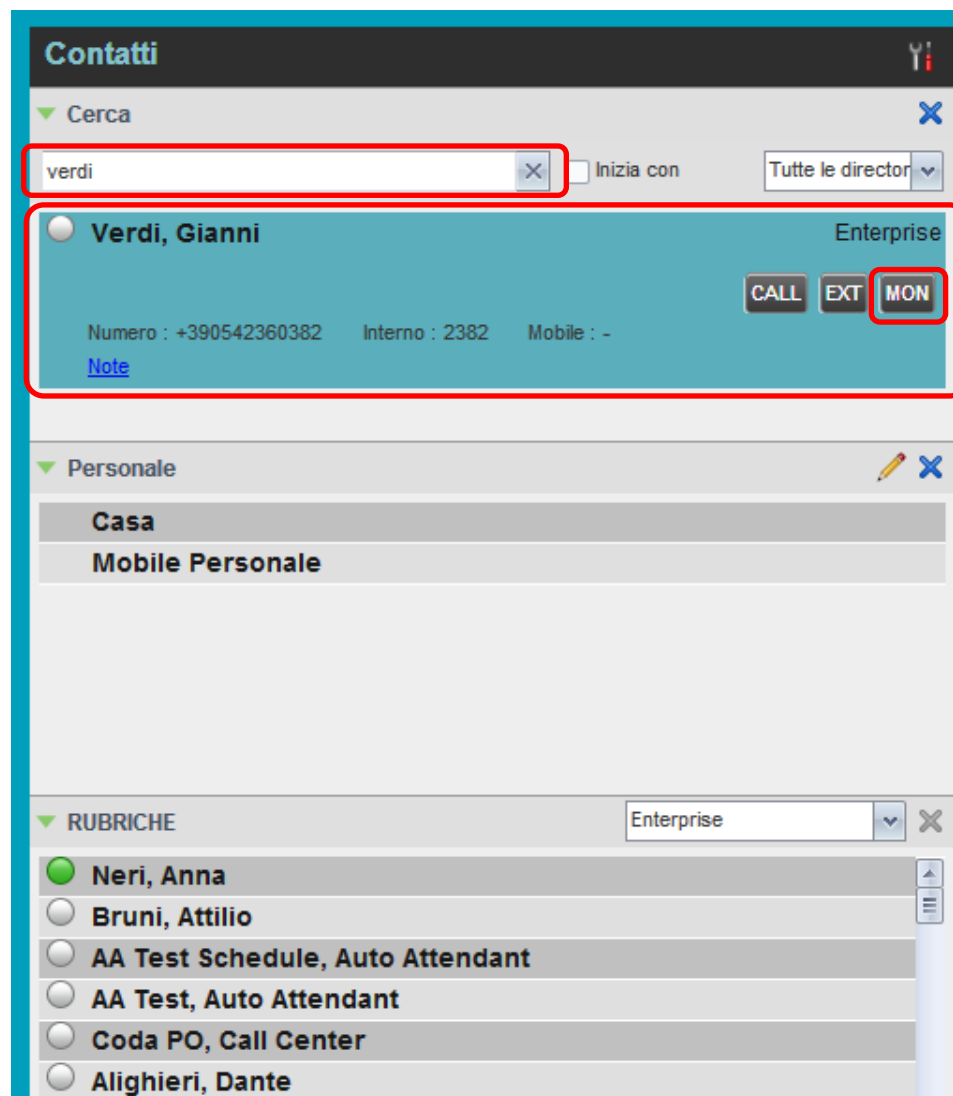 Contatti
Cerca
verdi Inizia con Tutte le director
Verdi, Gianni Enterprise
CALL EXT MON
Numero : +390542360382 Interno : 2382 Mobile : -
Note
Personale
Casa
Mobile Personale
RUBRICHE Enterprise
Neri, Anna
Bruni, Attilio
AA Test Schedule, Auto Attendant
AA Test, Auto Attendant
Coda PO, Call Center
Alighieri, Dante